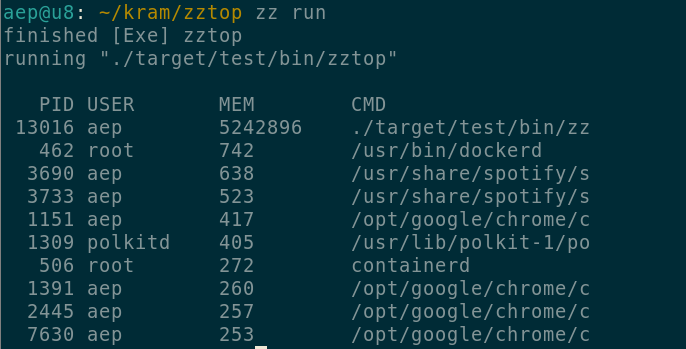 aep@u8: ~/kram/zztop zz run
finished [Exe] zztop
running "./target/test/bin/zztop"
PID USER MEM CMD
13016 aep 5242896 ./target/test/bin/zz
462 root 742 /usr/bin/dockerd
3690 aep 638 /usr/share/spotify/s
3733 aep 523 /usr/share/spotify/s
1151 aep 417 /opt/google/chrome/c
1309 polkitd 405 /usr/lib/polkit-1/po
506 root 272 containerd
1391 aep 260 /opt/google/chrome/c
2445 aep 257 /opt/google/chrome/c
7630 aep 253 /opt/google/chrome/c